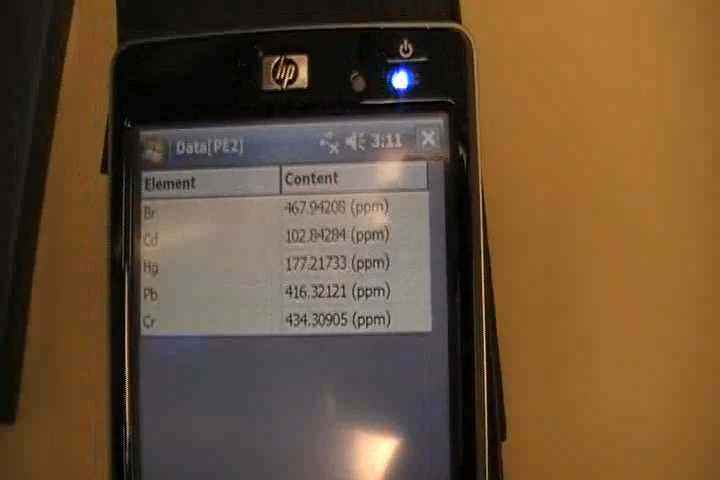 hp
Data[PE2] 3:11
Element Content
Br 467.94208 (ppm)
Cd 102.84284 (ppm)
Hg 177.21733 (ppm)
Pb 416.32121 (ppm)
Cr 434.30905 (ppm)